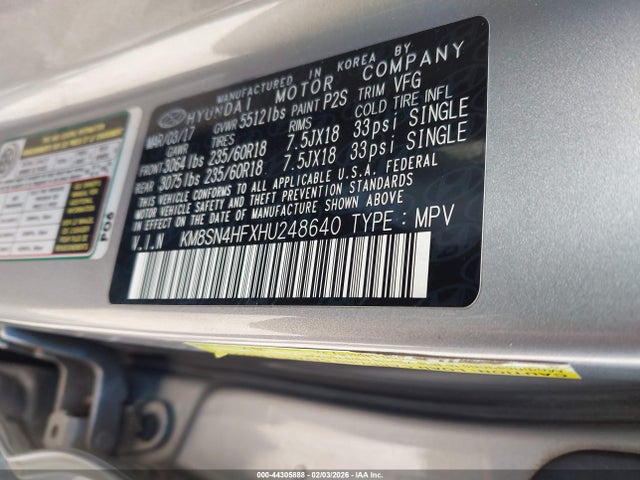 MANUFACTURED IN KOREA BY
HYUNDAI MOTOR COMPANY
MAR/03/17 GVWR 5512lbs PAINT P2S TRIM VFG
GAWR TIRES RIMS COLD TIRE INFL
FRONT 3064 lbs 235/60R18 7.5JX18 33psi SINGLE
REAR 3075lbs 235/60R18 7.5JX18 33psi SINGLE
THIS VEHICLE CONFORMS TO ALL APPLICABLE U.S.A. FEDERAL
MOTOR VEHICLE SAFETY AND THEFT PREVENTION STANDARDS
IN EFFECT ON THE DATE OF MANUFACTURE SHOWN ABOVE.
V.I.N KM8SN4HFXHU248640 TYPE : MPV
PO6
000-44305888 - 02/03/2026 - IAA Inc.